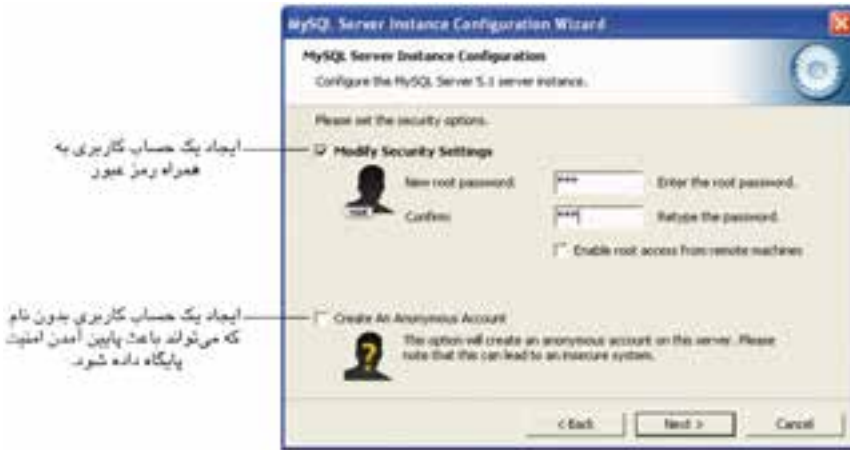 MySQL Server Instance Configuration Wizard
MySQL Server Instance Configuration
Configure the MySQL Server 5.1 server instance.
Please set the security options.
ایجاد یک حساب کاربری به
همراه رمز عبور
Modify Security Settings
New root password: *** Enter the root password.
root
Confirm: *** Retype the password.
Enable root access from remote machines
ایجاد یک حساب کاربری بدون نام
که می‌تواند باعث پایین آمدن امنیت
پایگاه داده شود.
Create An Anonymous Account
This option will create an anonymous account on this server. Please
note that this can lead to an insecure system.
< Back Next > Cancel